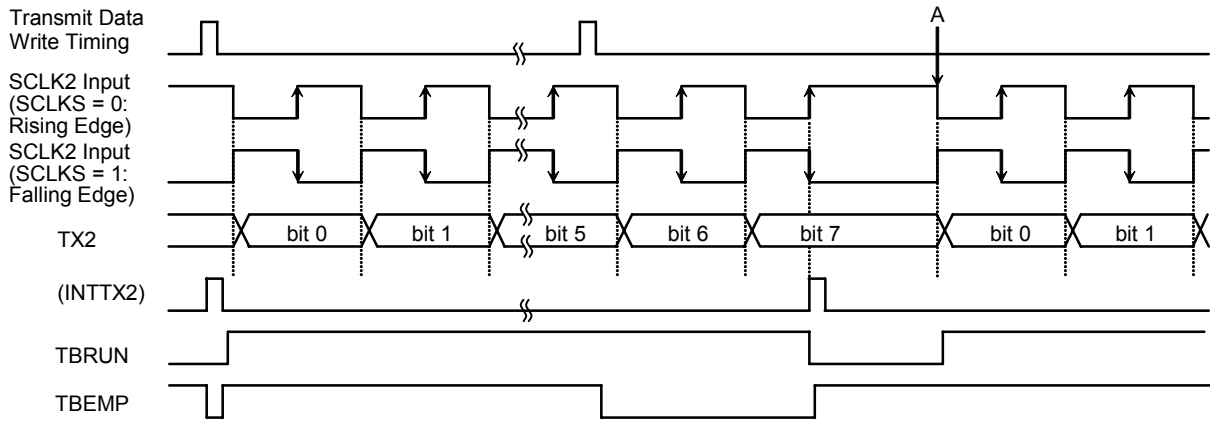 Transmit Data
Write Timing
A
SCLK2 Input
(SCLKS = 0:
Rising Edge)
SCLK2 Input
(SCLKS = 1:
Falling Edge)
TX2
bit 0
bit 1
bit 5
bit 6
bit 7
bit 0
bit 1
(INTTX2)
TBRUN
TBEMP